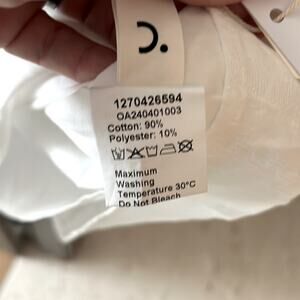 C.
1270426594
OA240401003
Cotton: 90%
Polyester: 10%
Maximum
Washing
Temperature 30°C
Do Not Bleach